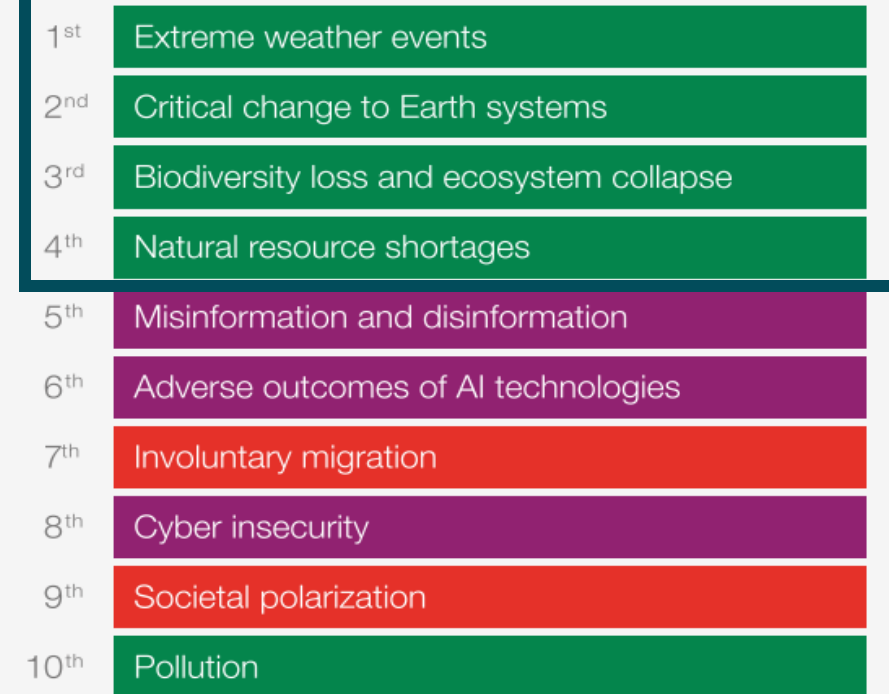 1st Extreme weather events
2nd Critical change to Earth systems
3rd Biodiversity loss and ecosystem collapse
4th Natural resource shortages
5th Misinformation and disinformation
6th Adverse outcomes of AI technologies
7th Involuntary migration
8th Cyber insecurity
9th Societal polarization
10th Pollution